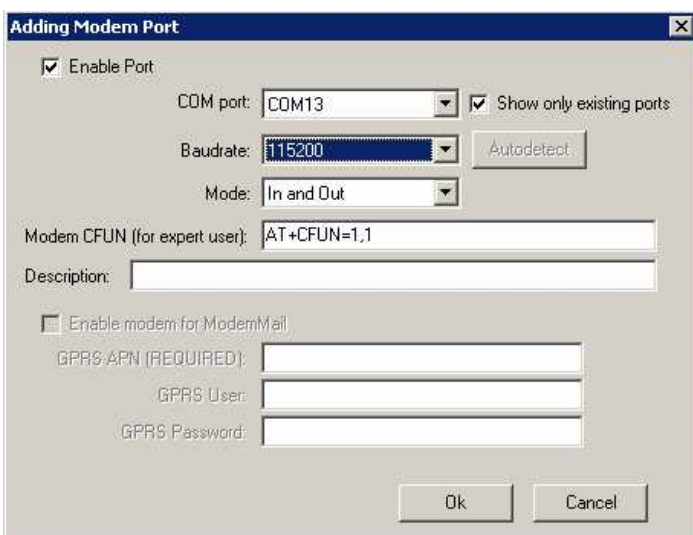 Adding Modem Port
Enable Port
COM port: COM13 Show only existing ports
Baudrate: 115200 Autodetect
Mode: In and Out
Modem CFUN (for expert user): AT+CFUN=1,1
Description:
Enable modem for ModemMail
GPRS APN (REQUIRED):
GPRS User:
GPRS Password:
Ok Cancel